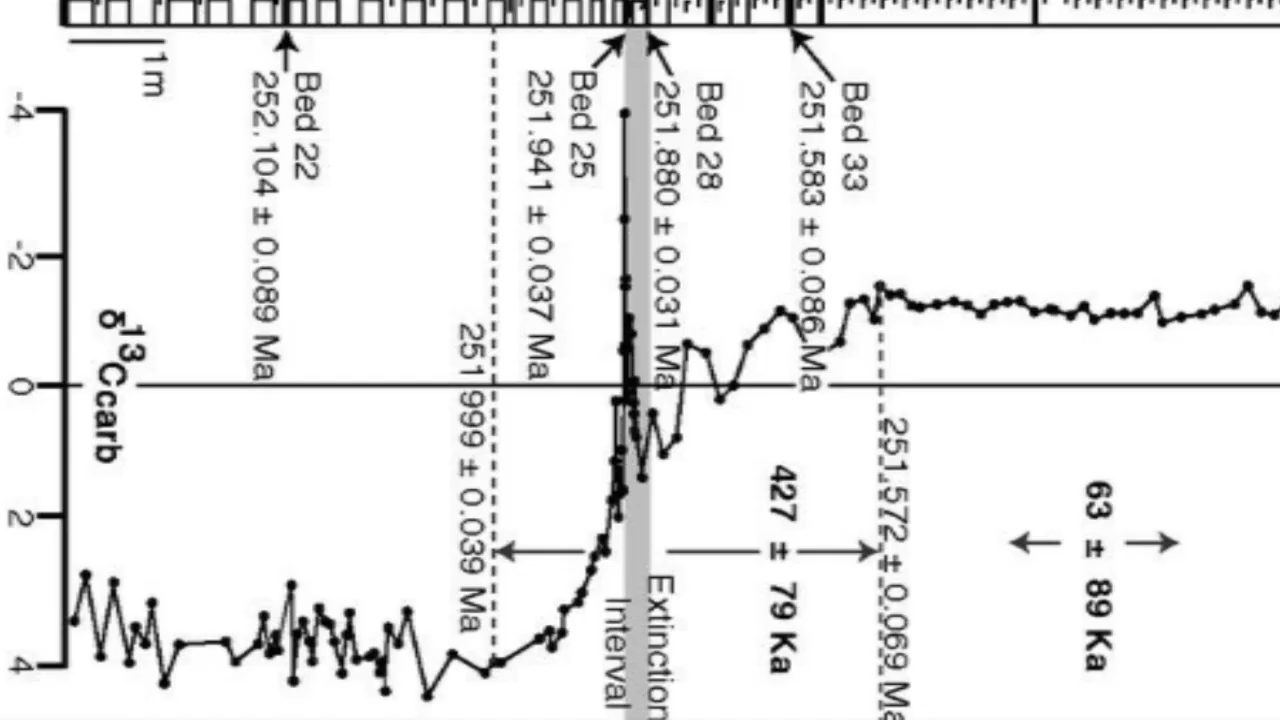 1m
Bed 22
252.104 ± 0.089 Ma
Bed 25
251.941 ± 0.037 Ma
Bed 28
251.880 ± 0.031 Ma
Bed 33
251.583 ± 0.086 Ma
-4
-2
0
2
4
δ13Ccarb
251.999 ± 0.039 Ma
427 ± 79 Ka
251.572 ± 0.069 Ma
63 ± 89 Ka
Extinction
Interval